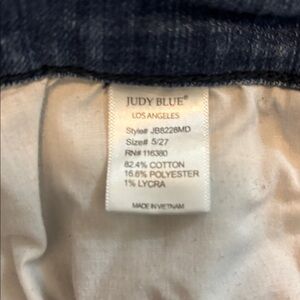 JUDY BLUE®
LOS ANGELES
Style# JB8228MD
Size# 5/27
RN# 116380
82.4% COTTON
16.6% POLYESTER
1% LYCRA
MADE IN VIETNAM